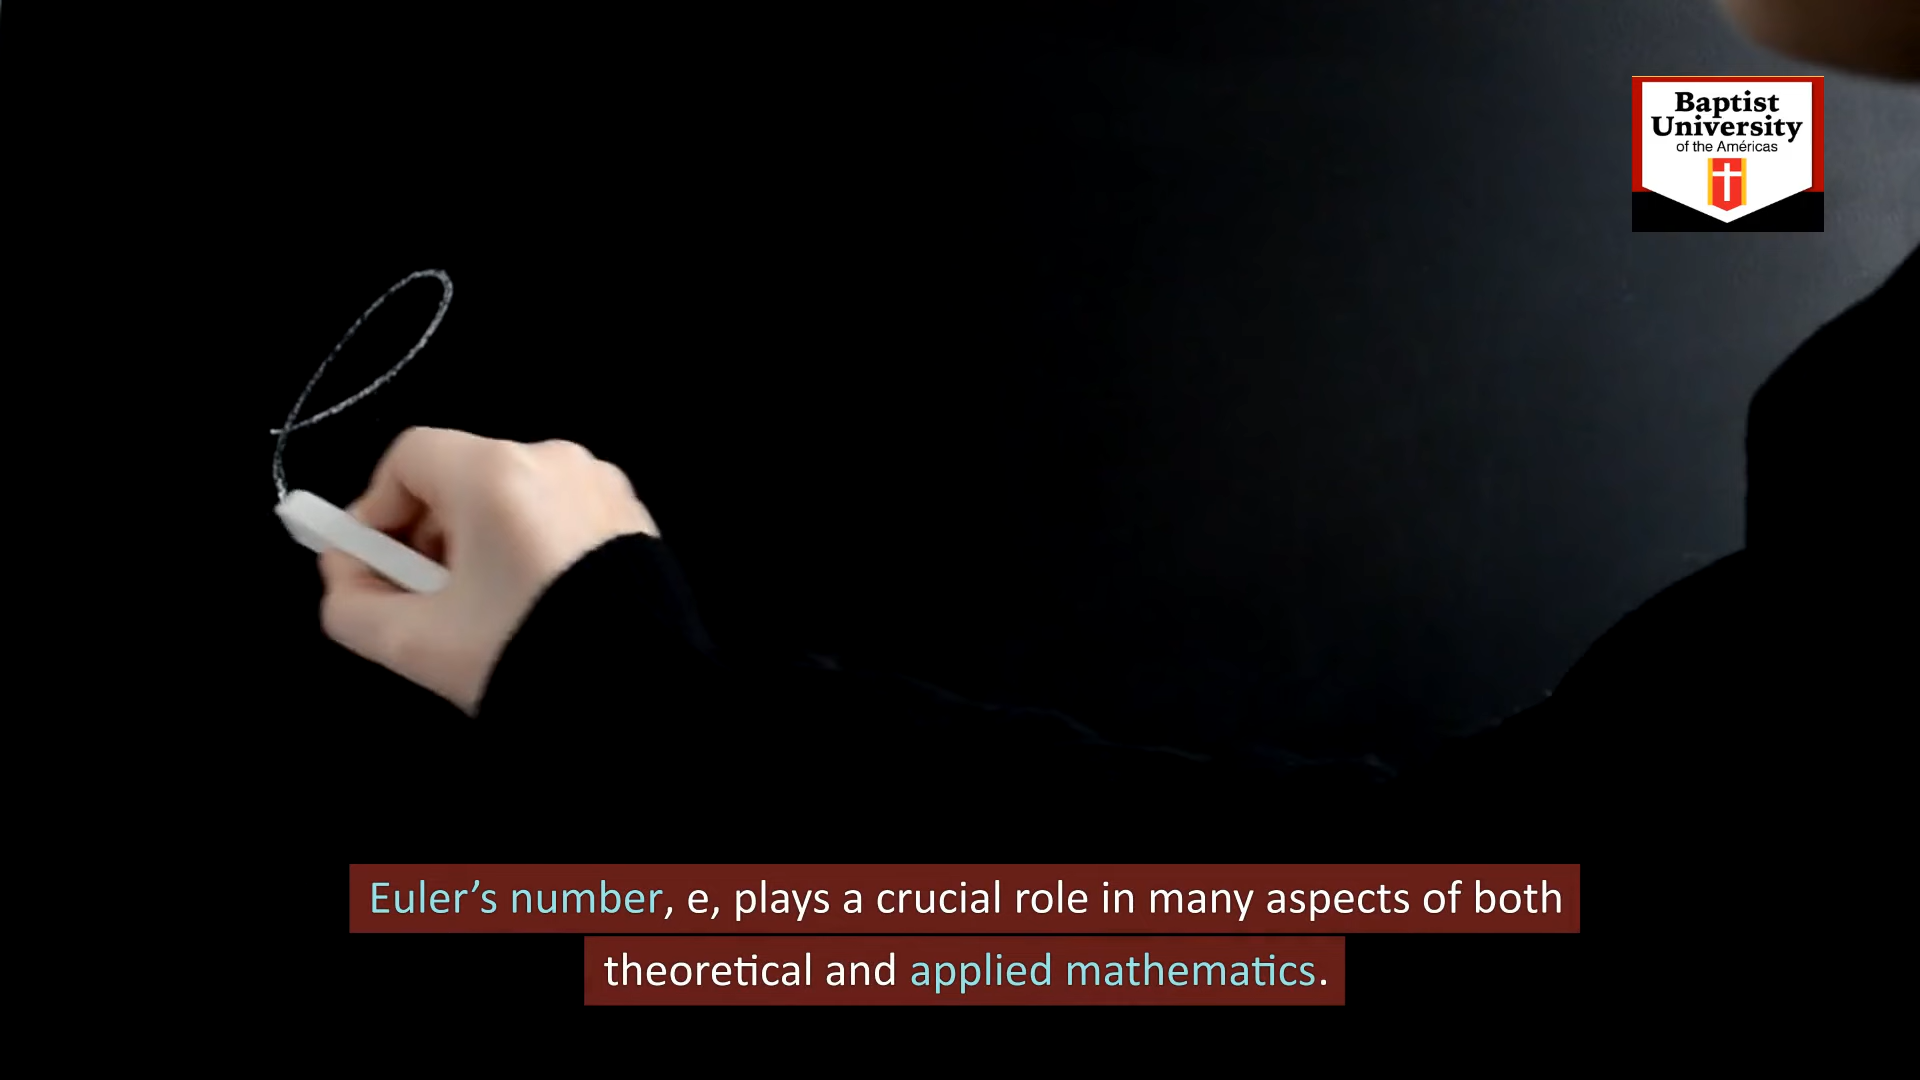 Baptist
University
of the Américas
Euler’s number, e, plays a crucial role in many aspects of both
theoretical and applied mathematics.